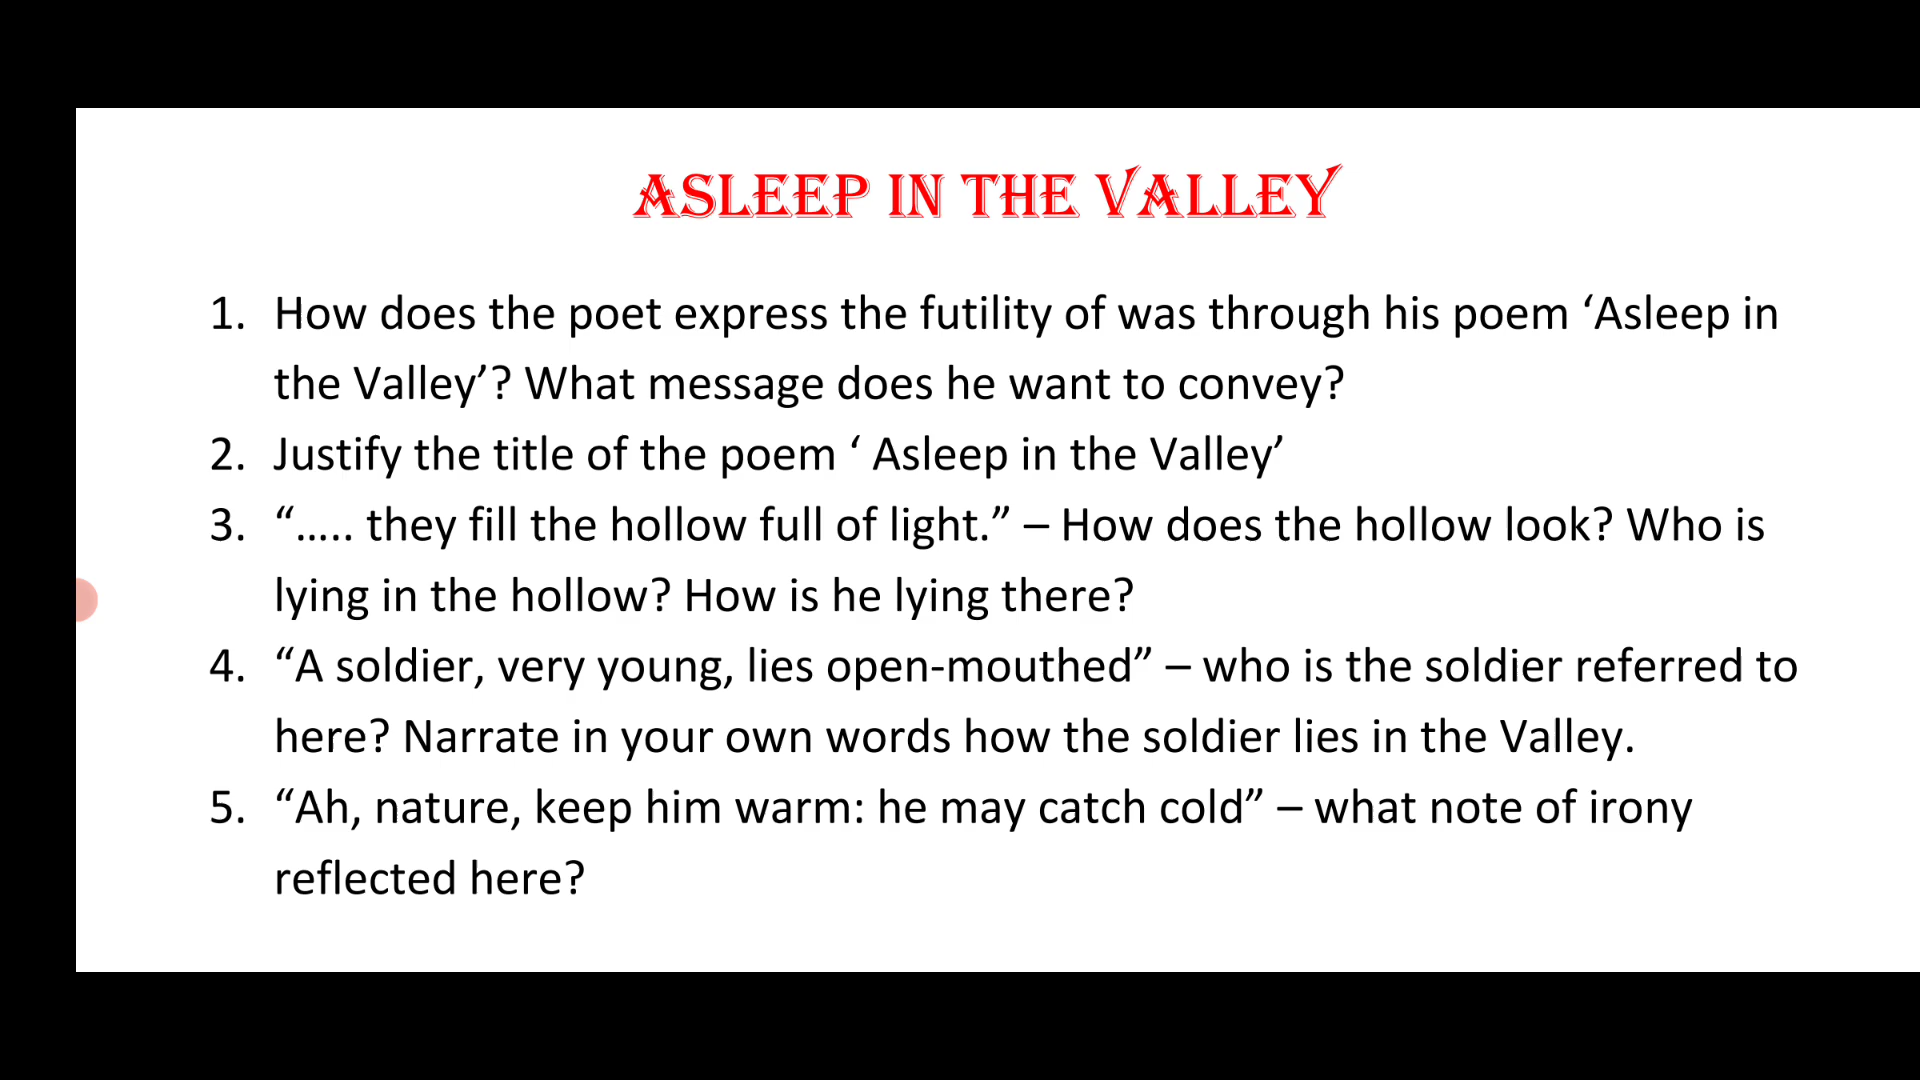 ASLEEP IN THE VALLEY
1. How does the poet express the futility of was through his poem ‘Asleep in
the Valley’? What message does he want to convey?
2. Justify the title of the poem ‘ Asleep in the Valley’
3. “..... they fill the hollow full of light.” – How does the hollow look? Who is
lying in the hollow? How is he lying there?
4. “A soldier, very young, lies open-mouthed” – who is the soldier referred to
here? Narrate in your own words how the soldier lies in the Valley.
5. “Ah, nature, keep him warm: he may catch cold” – what note of irony
reflected here?